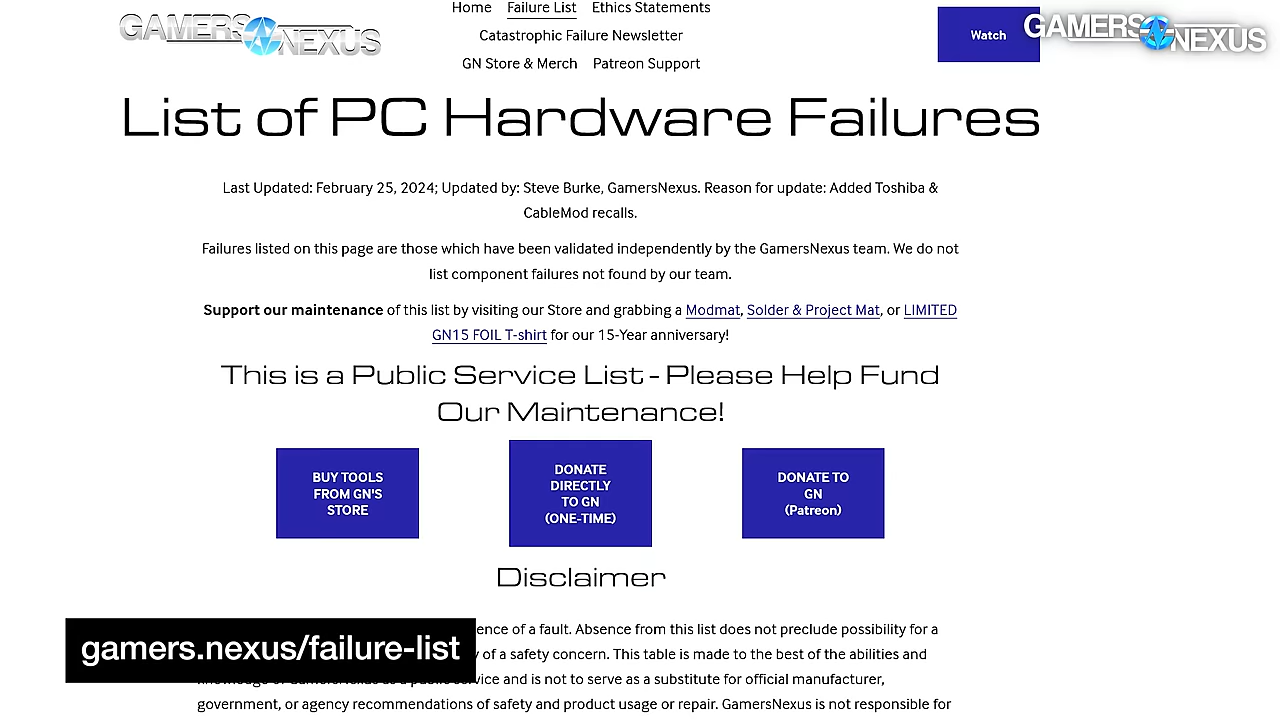 GAMERS NEXUS
Home Failure List Ethics Statements
Catastrophic Failure Newsletter
GN Store & Merch Patreon Support
Watch
GAMERS NEXUS
List of PC Hardware Failures
Last Updated: February 25, 2024; Updated by: Steve Burke, GamersNexus. Reason for update: Added Toshiba &
CableMod recalls.
Failures listed on this page are those which have been validated independently by the GamersNexus team. We do not
list component failures not found by our team.
Support our maintenance of this list by visiting our Store and grabbing a Modmat, Solder & Project Mat, or LIMITED
GN15 FOIL T-shirt for our 15-Year anniversary!
This is a Public Service List - Please Help Fund
Our Maintenance!
BUY TOOLS
FROM GN'S
STORE
DONATE
DIRECTLY
TO GN
(ONE-TIME)
DONATE TO
GN
(Patreon)
Disclaimer
of a fault. Absence from this list does not preclude possibility for a
of a safety concern. This table is made to the best of the abilities and
and is not to serve as a substitute for official manufacturer,
government, or agency recommendations of safety and product usage or repair. GamersNexus is not responsible for
gamers.nexus/failure-list